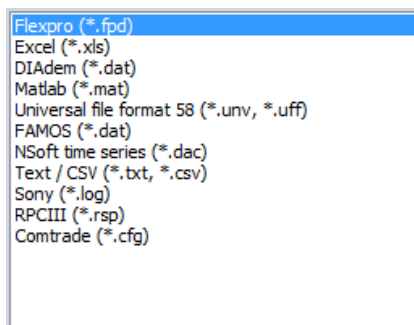 Flexpro (*.fpd)
Excel (*.xls)
DIAdem (*.dat)
Matlab (*.mat)
Universal file format 58 (*.unv, *.uff)
FAMOS (*.dat)
NSoft time series (*.dac)
Text / CSV (*.txt, *.csv)
Sony (*.log)
RPCIII (*.rsp)
Comtrade (*.cfg)